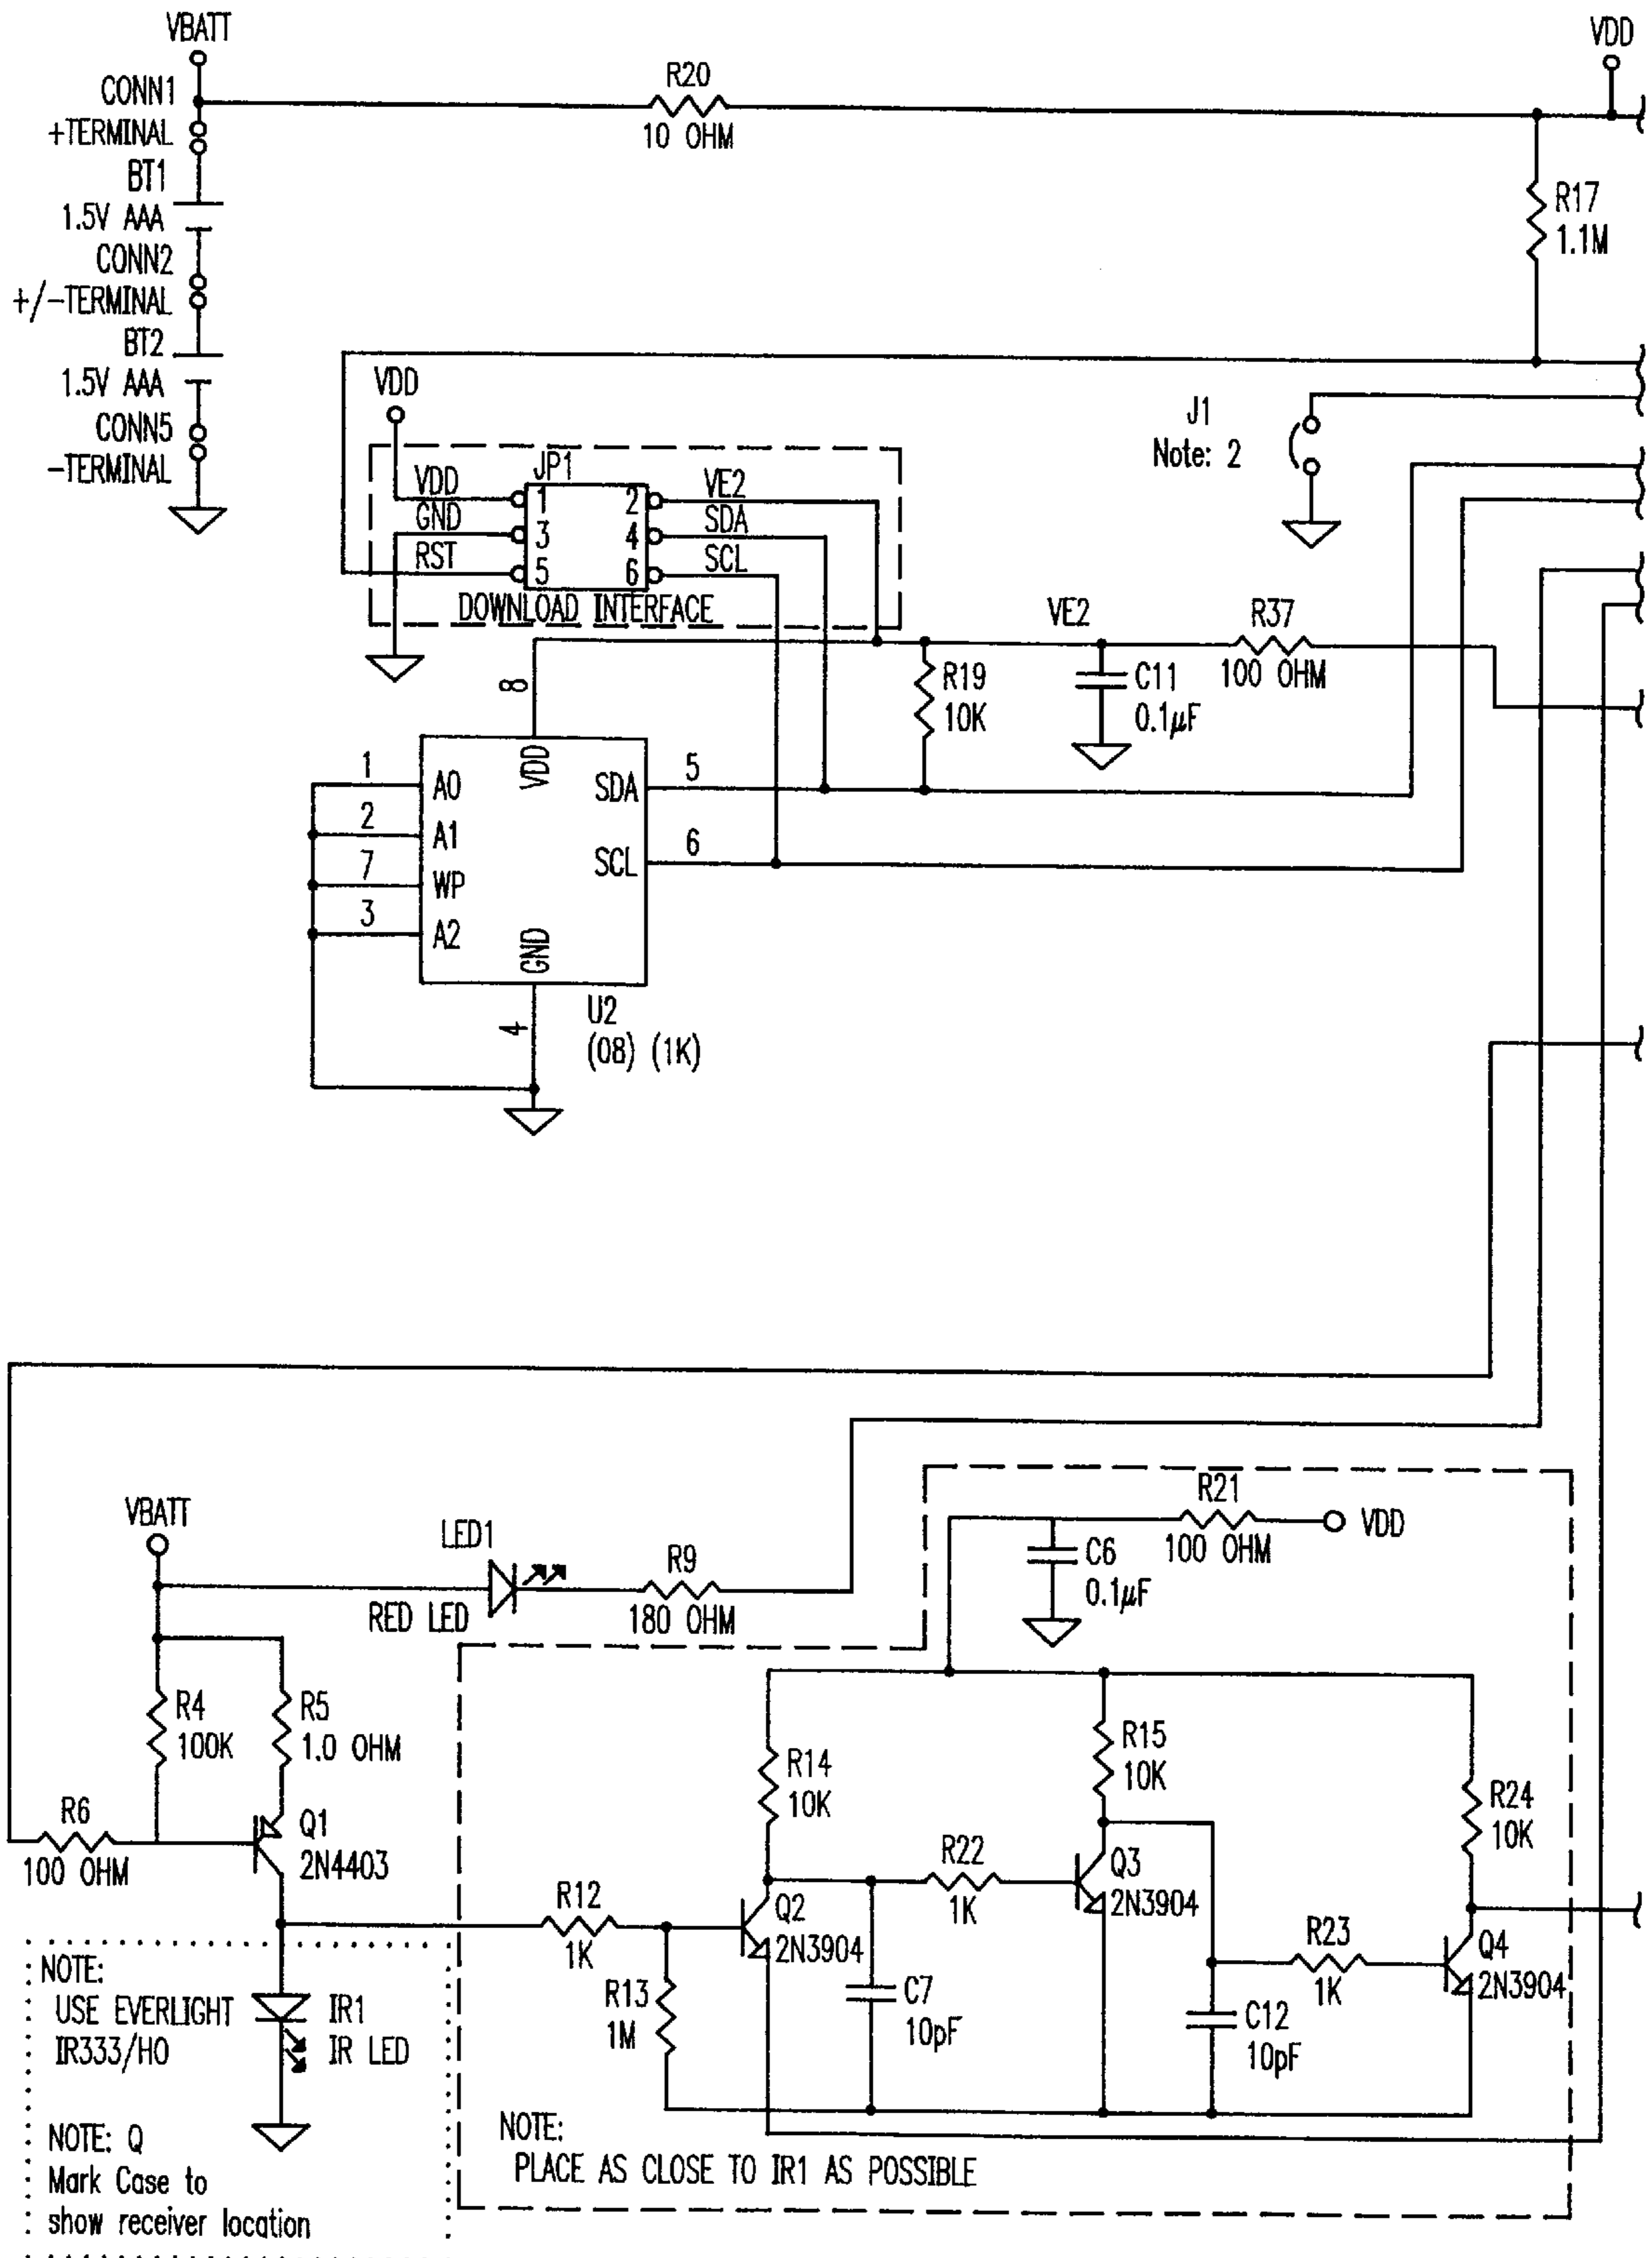 VBATT
VDD
CONN1
+TERMINAL
R20
10 OHM
BT1
1.5V AAA
R17
1.1M
CONN2
+/-TERMINAL
BT2
1.5V AAA
VDD
J1
Note: 2
CONN5
-TERMINAL
JP1
VDD
1
2
VE2
GND
3
4
SDA
RST
5
6
SCL
DOWNLOAD INTERFACE
VE2
R37
100 OHM
8
R19
10K
C11
0.1µF
1
A0
VDD
SDA
5
2
A1
7
WP
SCL
6
3
A2
GND
4
U2
(08) (1K)
VBATT
LED1
RED LED
R9
180 OHM
R21
100 OHM
VDD
C6
0.1µF
R4
100K
R5
1.0 OHM
R14
10K
R15
10K
R24
10K
R6
100 OHM
Q1
2N4403
R12
1K
Q2
2N3904
R22
1K
Q3
2N3904
R23
1K
Q4
2N3904
R13
1M
C7
10pF
C12
10pF
NOTE:
USE EVERLIGHT
IR333/HO
IR1
IR LED
NOTE: Q
Mark Case to
show receiver location
NOTE:
PLACE AS CLOSE TO IR1 AS POSSIBLE